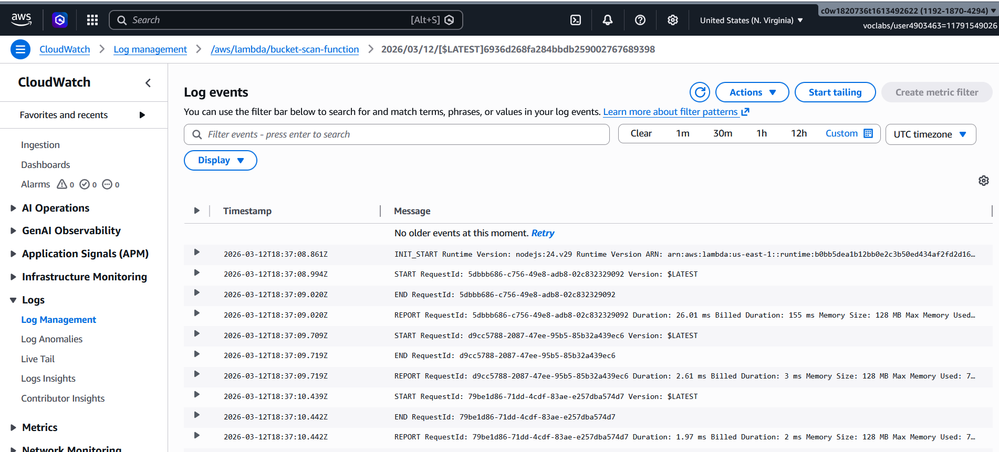 aws
Search [Alt+S]
United States (N. Virginia)
c0w1820736t1613492622 (1192-1870-4294)
voclabs/user4903463=11791549026
CloudWatch
Log management
/aws/lambda/bucket-scan-function
2026/03/12/[$LATEST]6936d268fa284bbdb259002767689398
CloudWatch
Favorites and recents
Ingestion
Dashboards
Alarms 0 0 0
AI Operations
GenAI Observability
Application Signals (APM)
Infrastructure Monitoring
Logs
Log Management
Log Anomalies
Live Tail
Logs Insights
Contributor Insights
Metrics
Network Monitoring
Log events
Actions
Start tailing
Create metric filter
You can use the filter bar below to search for and match terms, phrases, or values in your log events. Learn more about filter patterns
Filter events - press enter to search
Clear 1m 30m 1h 12h Custom
UTC timezone
Display
Timestamp Message
No older events at this moment. Retry
2026-03-12T18:37:08.861Z INIT_START Runtime Version: nodejs:24.v29 Runtime Version ARN: arn:aws:lambda:us-east-1::runtime:b0bb5dea1b12bb0e2c3b50ed434af2fd2d16…
2026-03-12T18:37:08.994Z START RequestId: 5dbbb686-c756-49e8-adb8-02c832329092 Version: $LATEST
2026-03-12T18:37:09.020Z END RequestId: 5dbbb686-c756-49e8-adb8-02c832329092
2026-03-12T18:37:09.020Z REPORT RequestId: 5dbbb686-c756-49e8-adb8-02c832329092 Duration: 26.01 ms Billed Duration: 155 ms Memory Size: 128 MB Max Memory Used…
2026-03-12T18:37:09.709Z START RequestId: d9cc5788-2087-47ee-95b5-85b32a439ec6 Version: $LATEST
2026-03-12T18:37:09.719Z END RequestId: d9cc5788-2087-47ee-95b5-85b32a439ec6
2026-03-12T18:37:09.719Z REPORT RequestId: d9cc5788-2087-47ee-95b5-85b32a439ec6 Duration: 2.61 ms Billed Duration: 3 ms Memory Size: 128 MB Max Memory Used: 7…
2026-03-12T18:37:10.439Z START RequestId: 79be1d86-71dd-4cdf-83ae-e257dba574d7 Version: $LATEST
2026-03-12T18:37:10.442Z END RequestId: 79be1d86-71dd-4cdf-83ae-e257dba574d7
2026-03-12T18:37:10.442Z REPORT RequestId: 79be1d86-71dd-4cdf-83ae-e257dba574d7 Duration: 1.97 ms Billed Duration: 2 ms Memory Size: 128 MB Max Memory Used: 7…